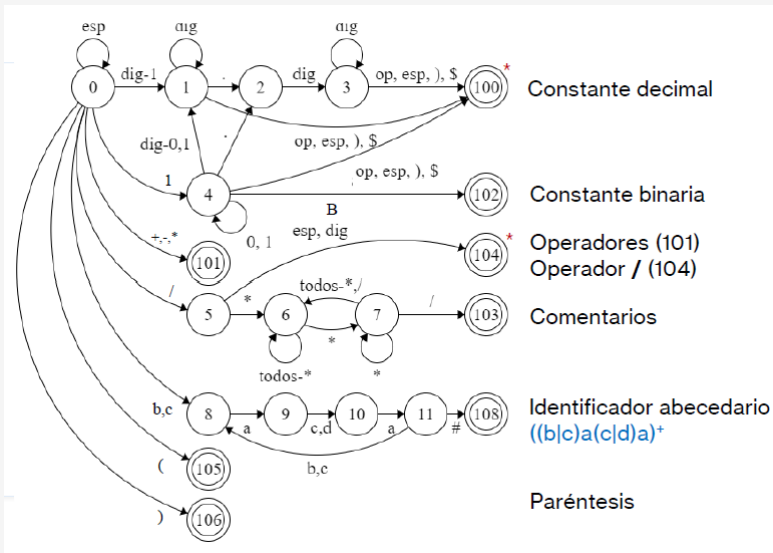 esp
dig
dig
dig-1
.
dig
op, esp, ), $
*
0
1
2
3
100
Constante decimal
dig-0,1
.
op, esp, ), $
1
op, esp, ), $
4
102
Constante binaria
B
0, 1
+,-,*
esp, dig
*
101
104
Operadores (101)
Operador / (104)
todos-*,/
/
*
/
5
6
7
103
Comentarios
*
todos-*
*
b,c
8
9
10
11
108
Identificador abecedario
a
c,d
a
#
((b|c)a(c|d)a)+
b,c
(
105
Paréntesis
)
106